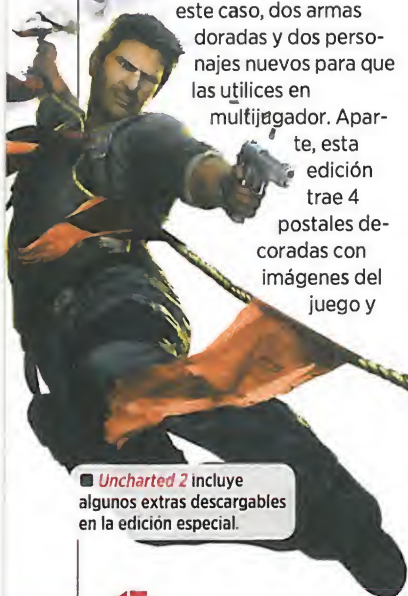 este caso, dos armas
doradas y dos perso-
najes nuevos para que
las utilices en
multijugador. Apar-
te, esta
edición
trae 4
postales de-
coradas con
imágenes del
juego y
Uncharted 2 incluye
algunos extras descargables
en la edición especial.